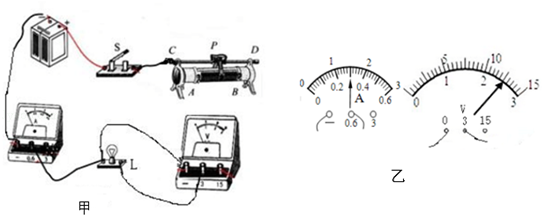 +
S
C
P
D
A
B
A
V
- 0.6 3
L
- 3 15
甲
0 1 2 3
0 0.2 0.4 0.6
A
- 0.6 3
0 5 10 15
0 1 2 3
V
0 3 15
乙